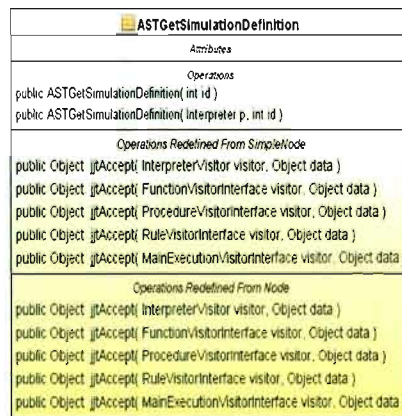 ASTGetSimulationDefinition
Attributes
Operations
public ASTGetSimulationDefinition( int id )
public ASTGetSimulationDefinition( Interpreter p, int id )
Operations Redefined From SimpleNode
public Object jjtAccept( InterpreterVisitor visitor, Object data )
public Object jjtAccept( FunctionVisitorInterface visitor, Object data )
public Object jjtAccept( ProcedureVisitorInterface visitor, Object data )
public Object jjtAccept( RuleVisitorInterface visitor, Object data )
public Object jjtAccept( MainExecutionVisitorInterface visitor, Object data
Operations Redefined From Node
public Object jjtAccept( InterpreterVisitor visitor, Object data )
public Object jjtAccept( FunctionVisitorInterface visitor, Object data )
public Object jjtAccept( ProcedureVisitorInterface visitor, Object data )
public Object jjtAccept( RuleVisitorInterface visitor, Object data )
public Object jjtAccept( MainExecutionVisitorInterface visitor, Object data